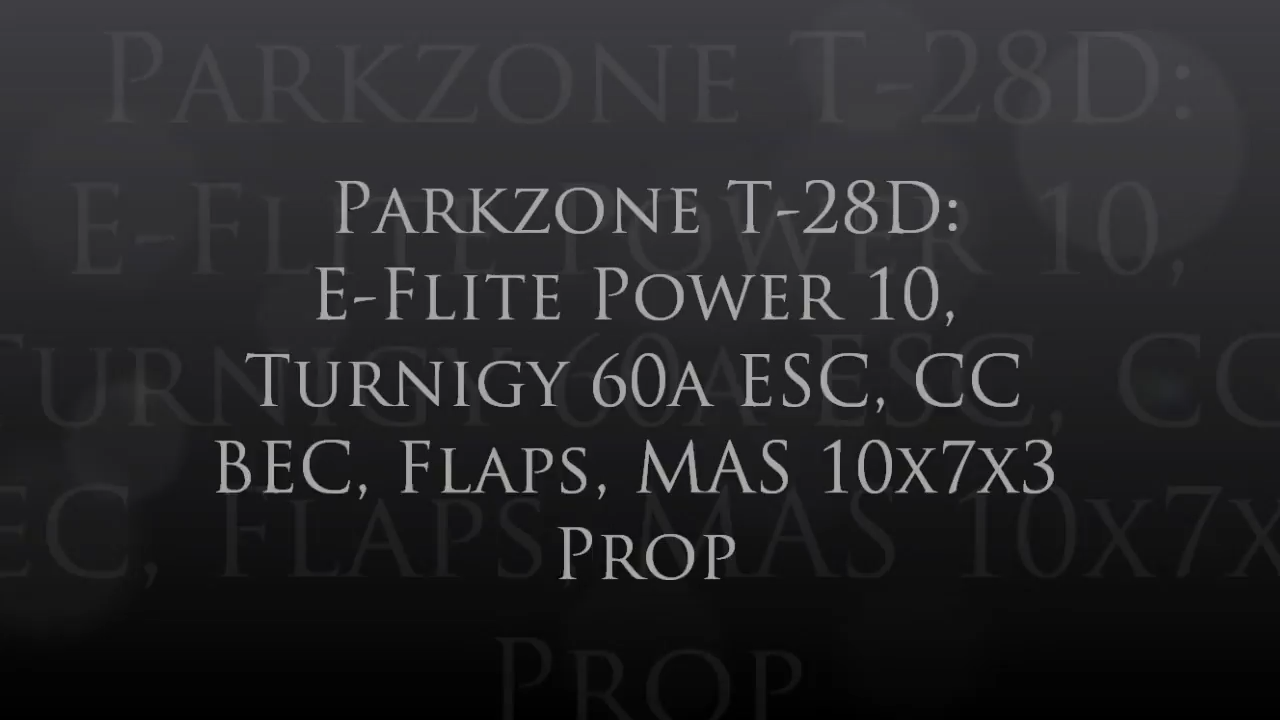 Parkzone T-28D:
E-Flite Power 10,
Turnigy 60a ESC, CC
BEC, Flaps, MAS 10x7x3
Prop